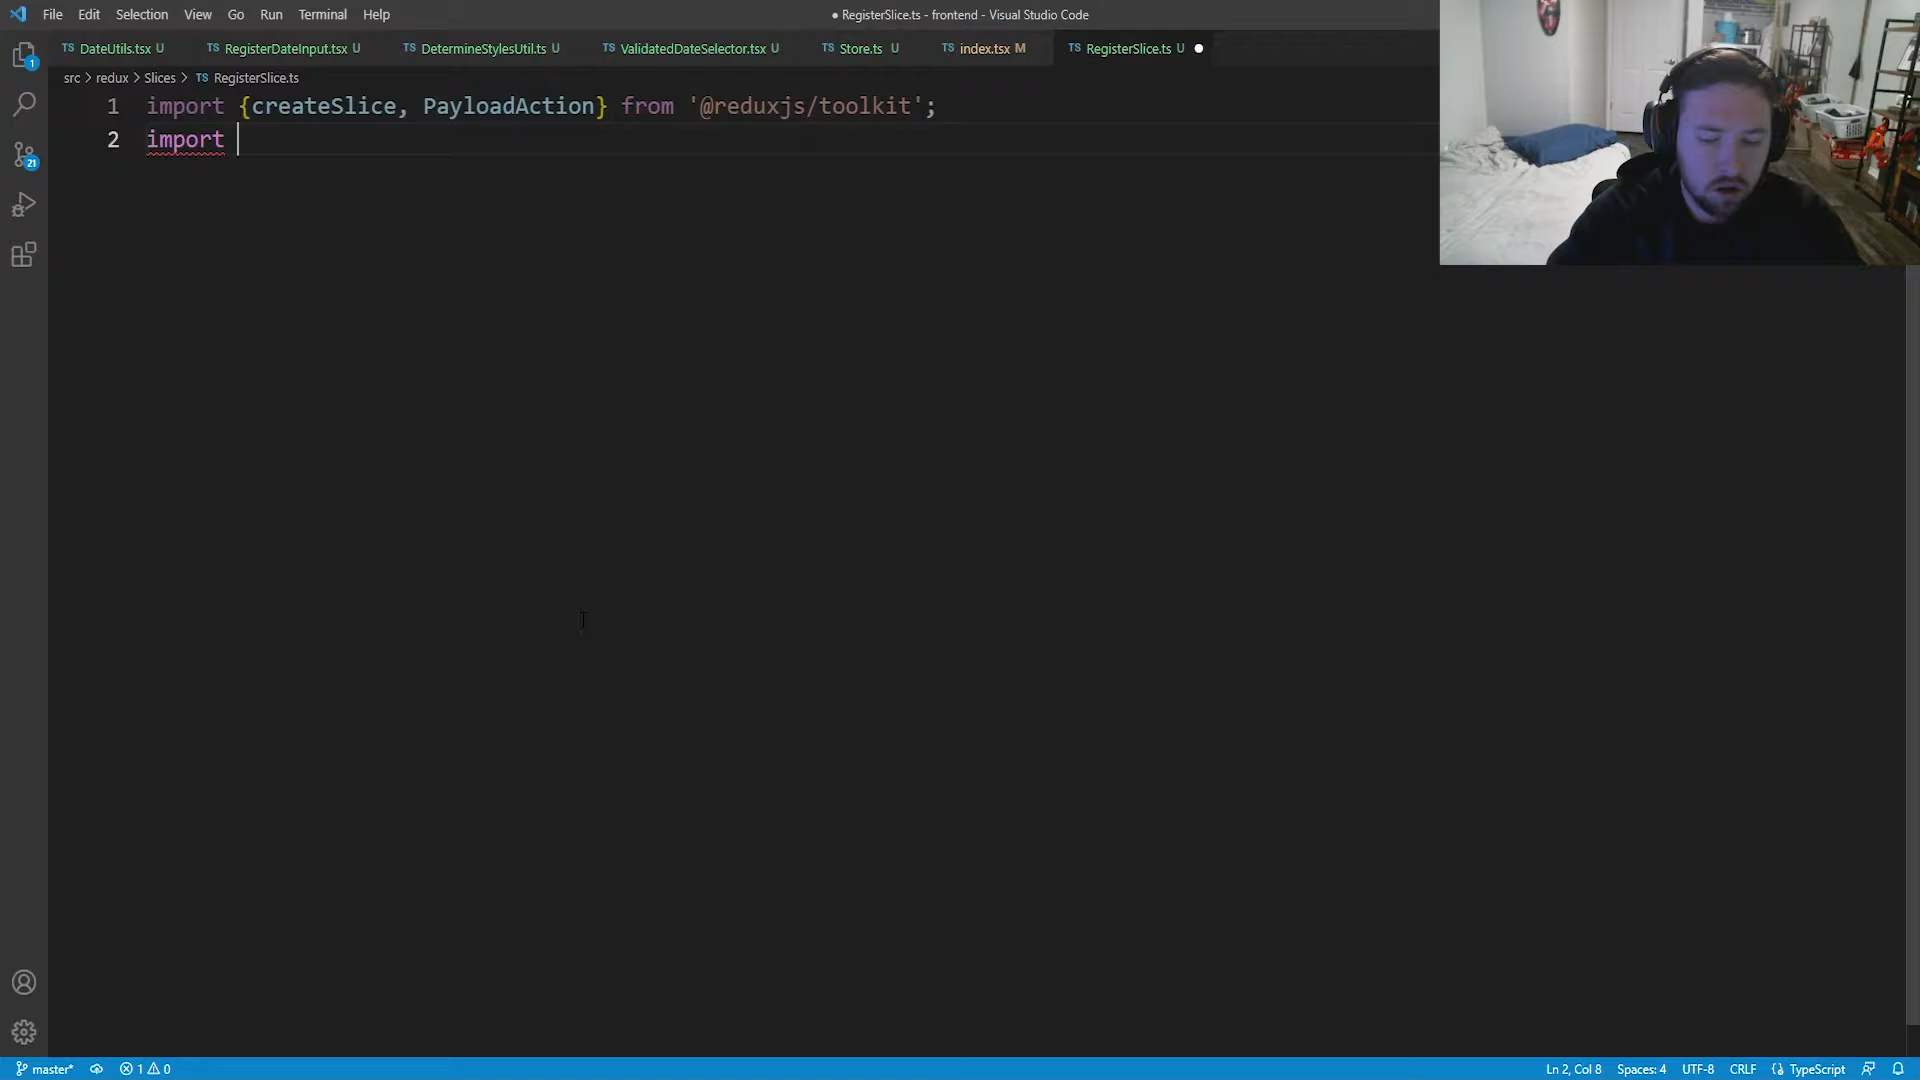 File Edit Selection View Go Run Terminal Help
● RegisterSlice.ts - frontend - Visual Studio Code
TS DateUtils.tsx U TS RegisterDateInput.tsx U TS DetermineStylesUtil.ts U TS ValidatedDateSelector.tsx U TS Store.ts U TS index.tsx M TS RegisterSlice.ts U ●
src > redux > Slices > TS RegisterSlice.ts
1 import {createSlice, PayloadAction} from '@reduxjs/toolkit';
2 import
1
21
master* 1 0 Ln 2, Col 8 Spaces: 4 UTF-8 CRLF {} TypeScript